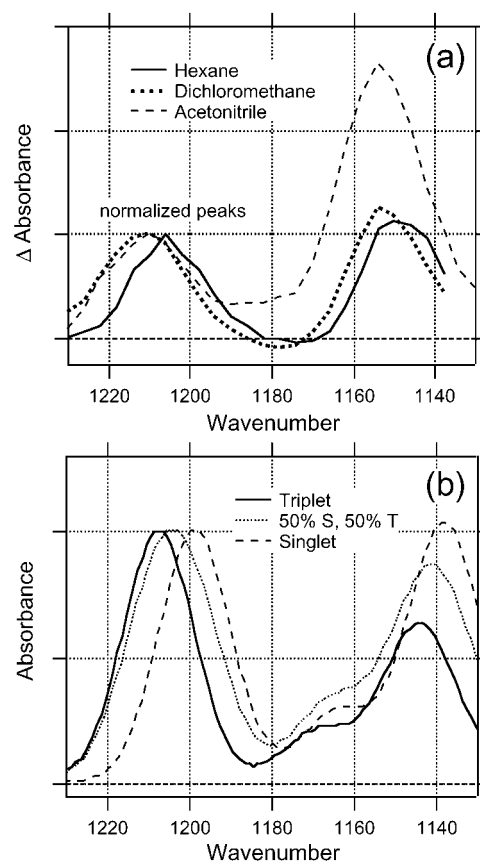 (a)
Hexane
Dichloromethane
Acetonitrile
normalized peaks
Δ Absorbance
1220 1200 1180 1160 1140
Wavenumber
(b)
Triplet
50% S, 50% T
Singlet
Absorbance
1220 1200 1180 1160 1140
Wavenumber